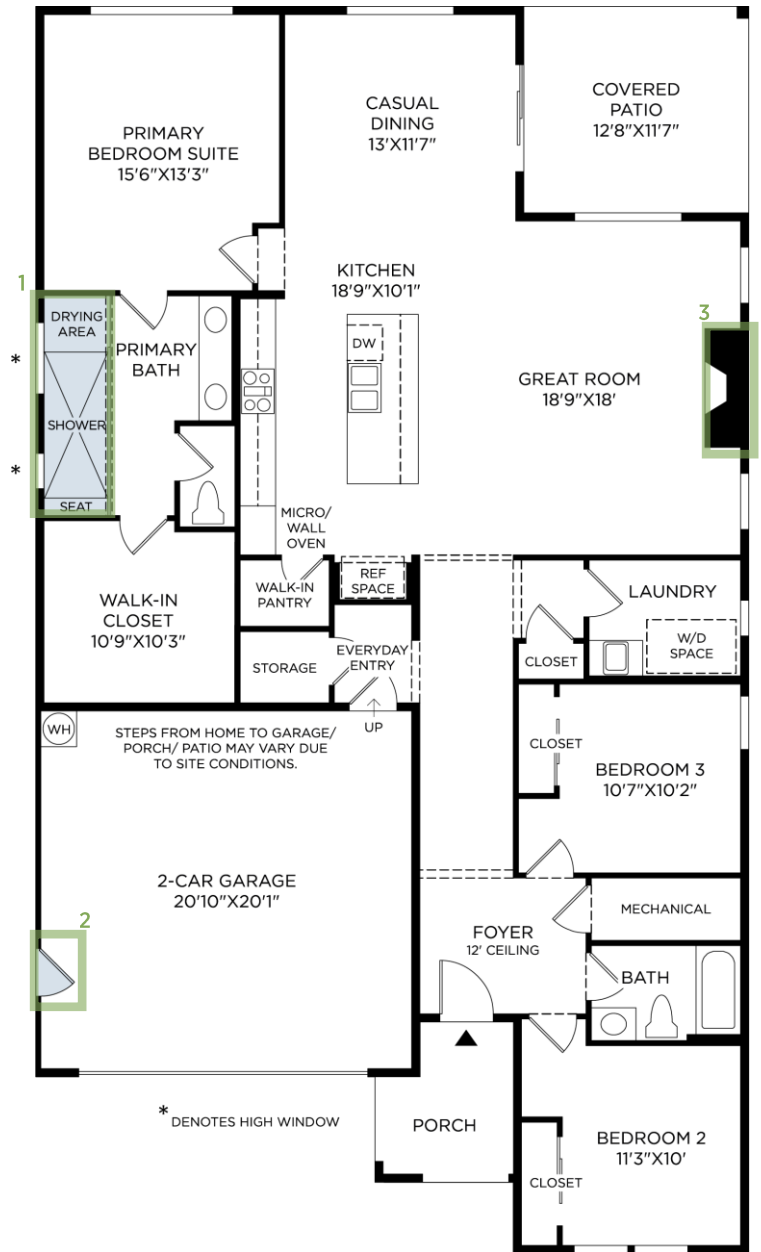 PRIMARY
BEDROOM SUITE
15'6"X13'3"
CASUAL
DINING
13'X11'7"
COVERED
PATIO
12'8"X11'7"
KITCHEN
18'9"X10'1"
1
DRYING
AREA
*
SHOWER
*
SEAT
PRIMARY
BATH
DW
3
GREAT ROOM
18'9"X18'
MICRO/
WALL
OVEN
WALK-IN
PANTRY
REF
SPACE
WALK-IN
CLOSET
10'9"X10'3"
STORAGE
EVERYDAY
ENTRY
UP
LAUNDRY
W/D
SPACE
CLOSET
WH
STEPS FROM HOME TO GARAGE/
PORCH/ PATIO MAY VARY DUE
TO SITE CONDITIONS.
CLOSET
BEDROOM 3
10'7"X10'2"
2-CAR GARAGE
20'10"X20'1"
2
FOYER
12' CEILING
MECHANICAL
BATH
* DENOTES HIGH WINDOW
PORCH
BEDROOM 2
11'3"X10'
CLOSET